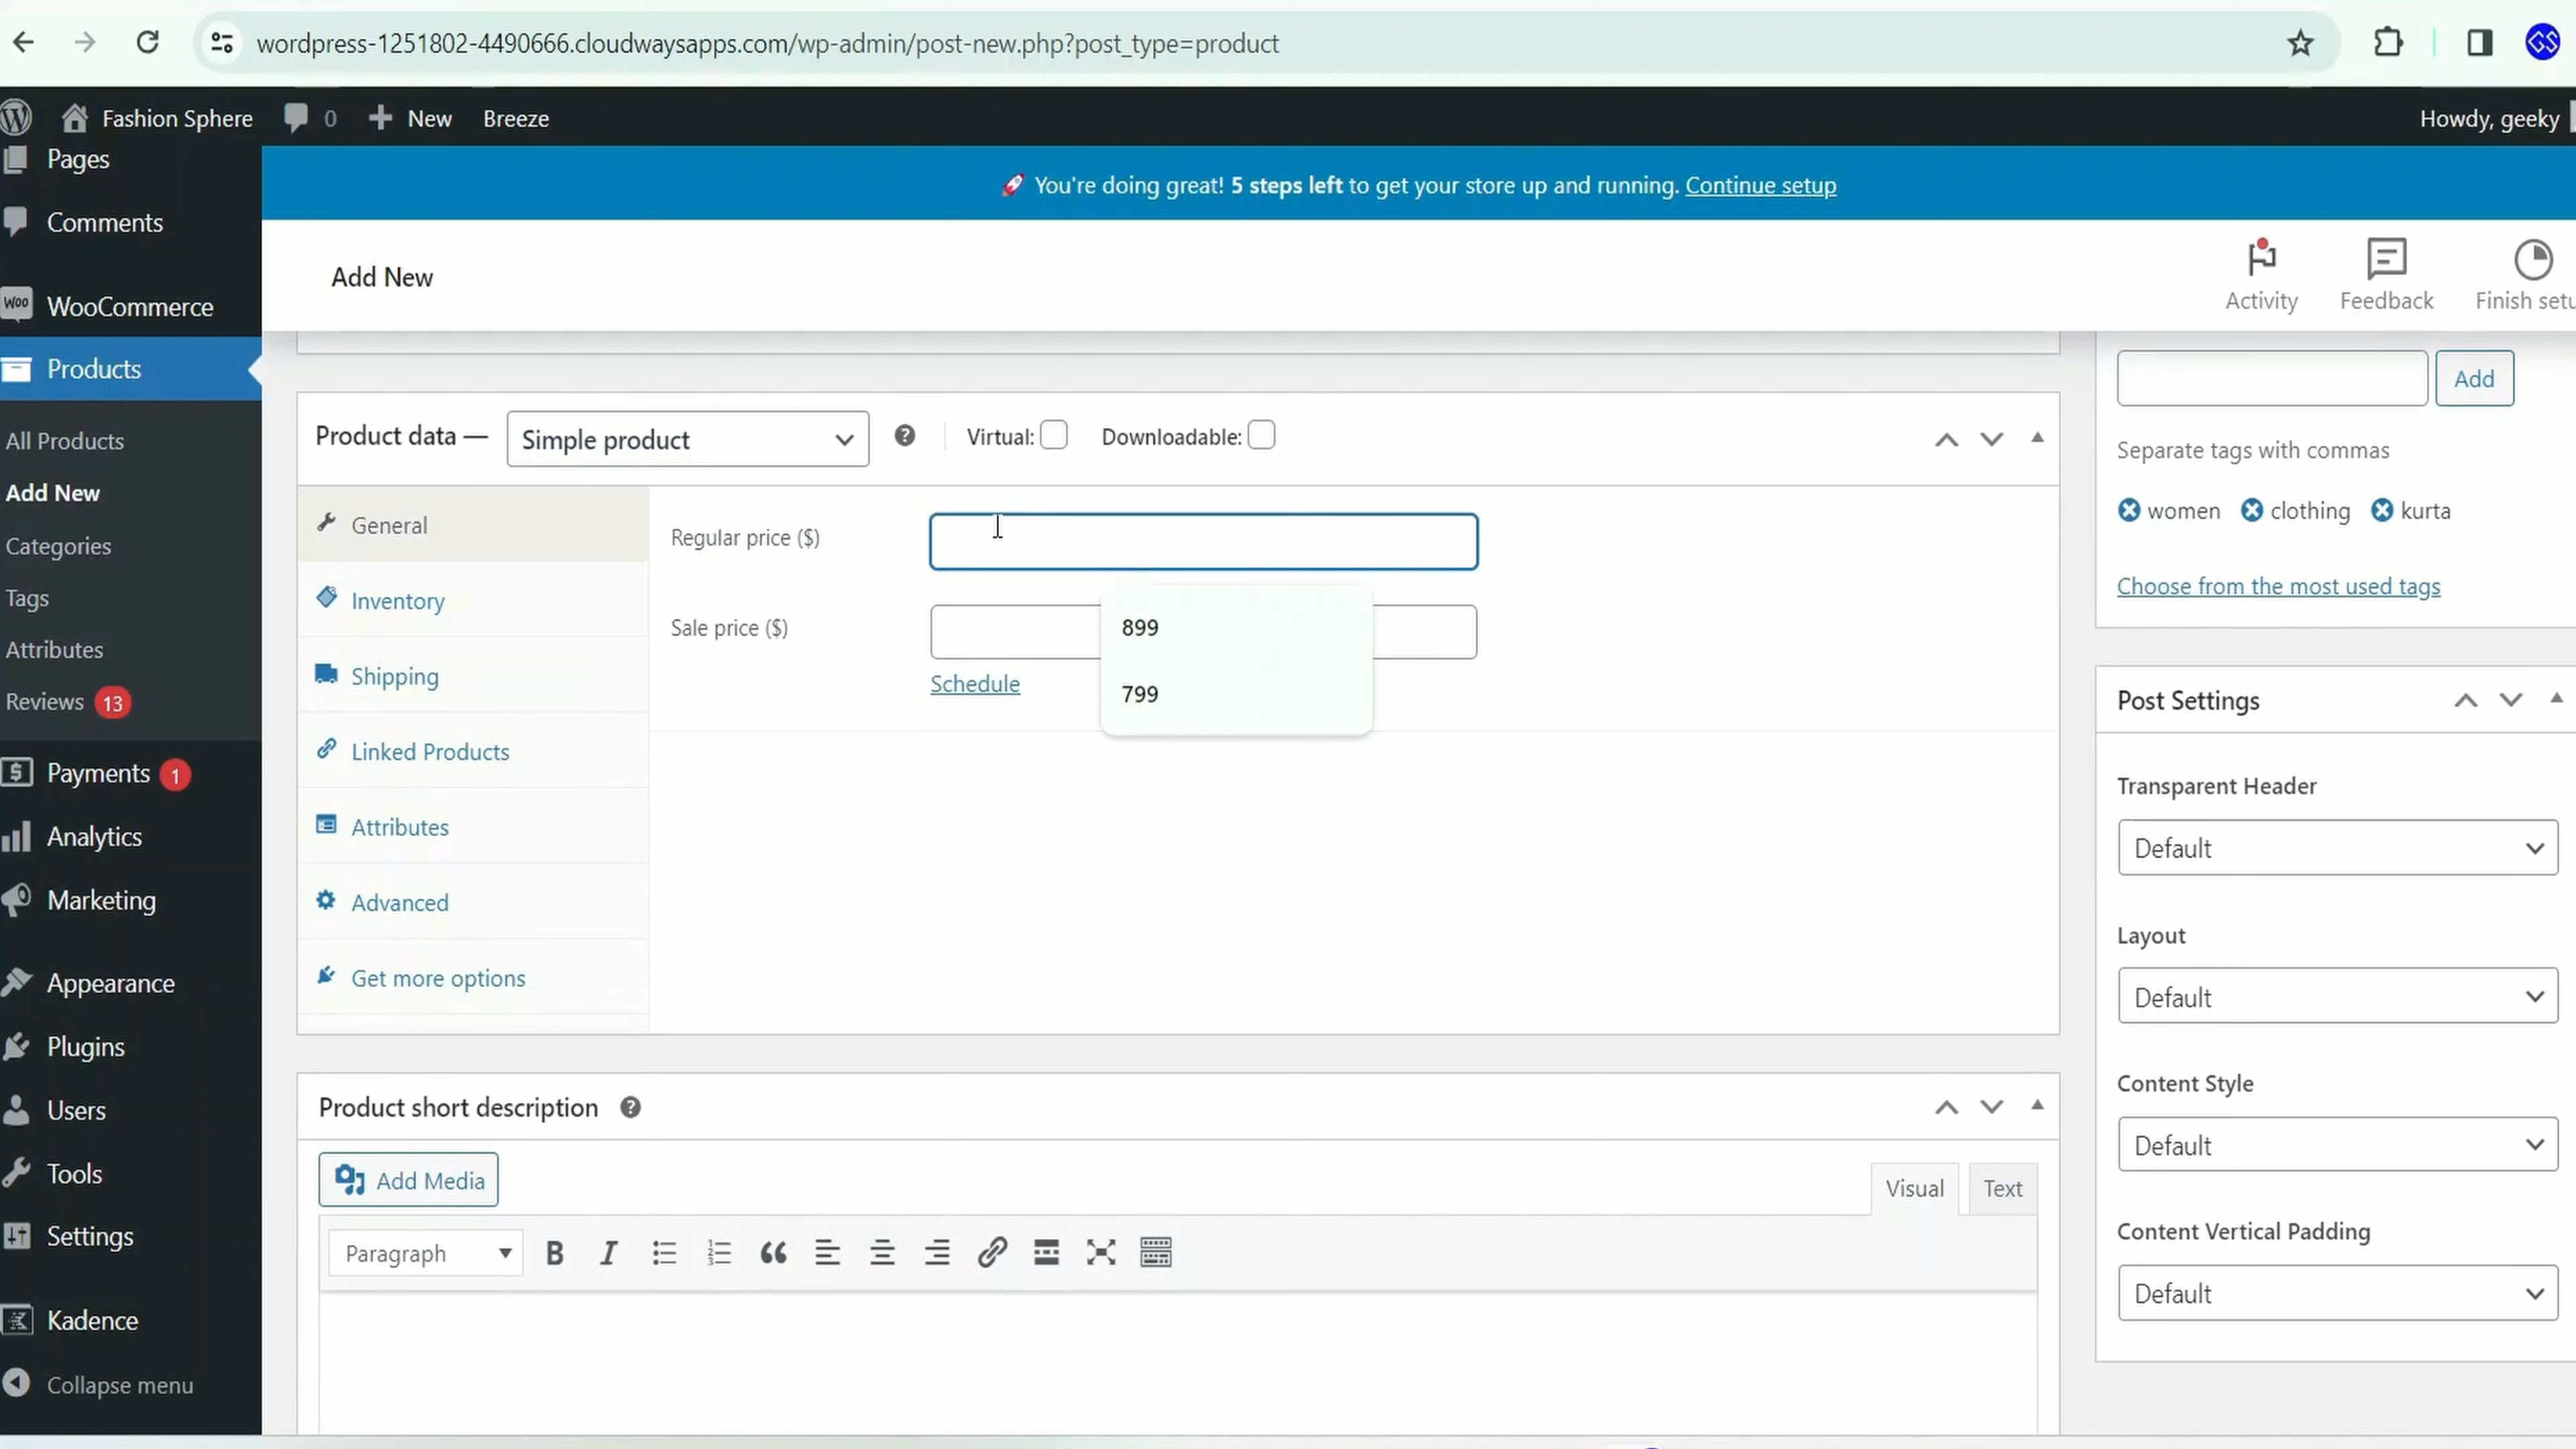 wordpress-1251802-4490666.cloudwaysapps.com/wp-admin/post-new.php?post_type=product
GS
Fashion Sphere
0
New
Breeze
Howdy, geeky
Pages
Comments
Woo
WooCommerce
Products
All Products
Add New
Categories
Tags
Attributes
Reviews 13
Payments 1
Analytics
Marketing
Appearance
Plugins
Users
Tools
Settings
Kadence
Collapse menu
🚀 You're doing great! 5 steps left to get your store up and running. Continue setup
Add New
Activity
Feedback
Finish setu
Product data —
Simple product
Virtual:
Downloadable:
General
Inventory
Shipping
Linked Products
Attributes
Advanced
Get more options
Regular price ($)
Sale price ($)
Schedule
899
799
Product short description
Add Media
Visual
Text
Paragraph
Add
Separate tags with commas
women
clothing
kurta
Choose from the most used tags
Post Settings
Transparent Header
Default
Layout
Default
Content Style
Default
Content Vertical Padding
Default